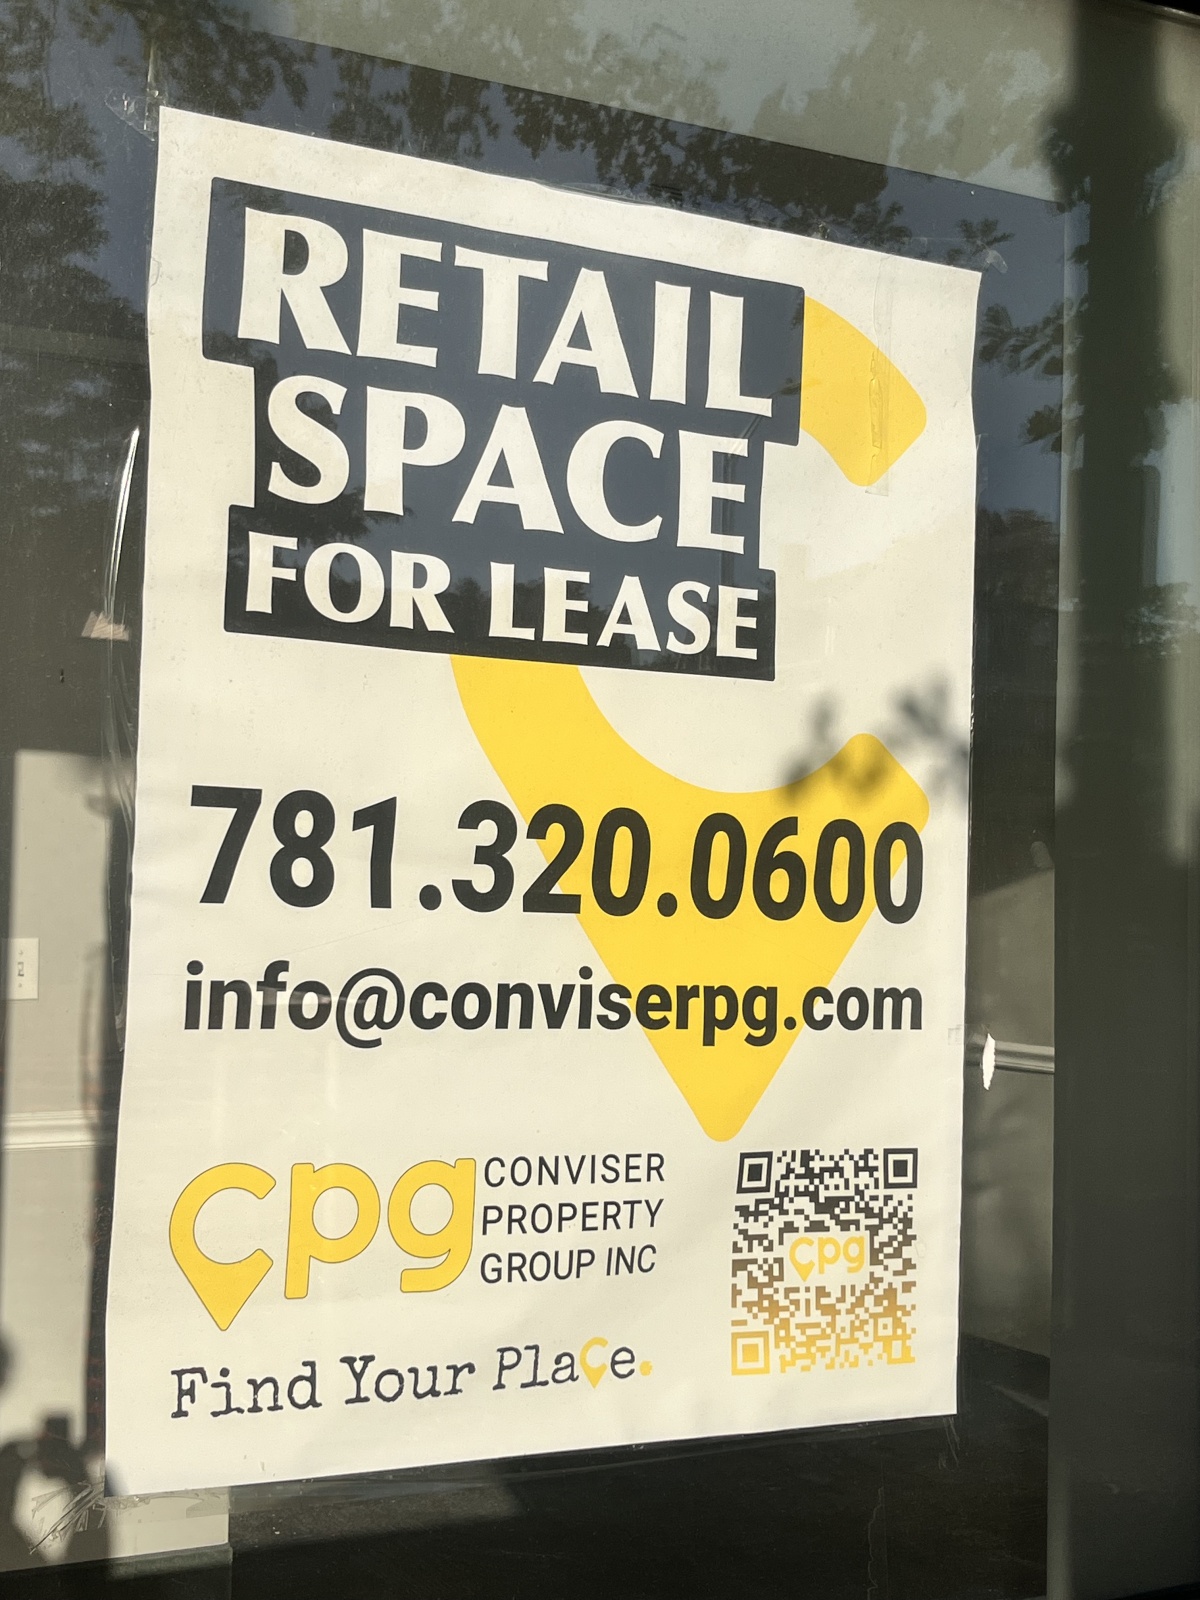 RETAIL
SPACE
FOR LEASE
781.320.0600
info@conviserpg.com
cpg
CONVISER
PROPERTY
GROUP INC
cpg
Find Your Place.